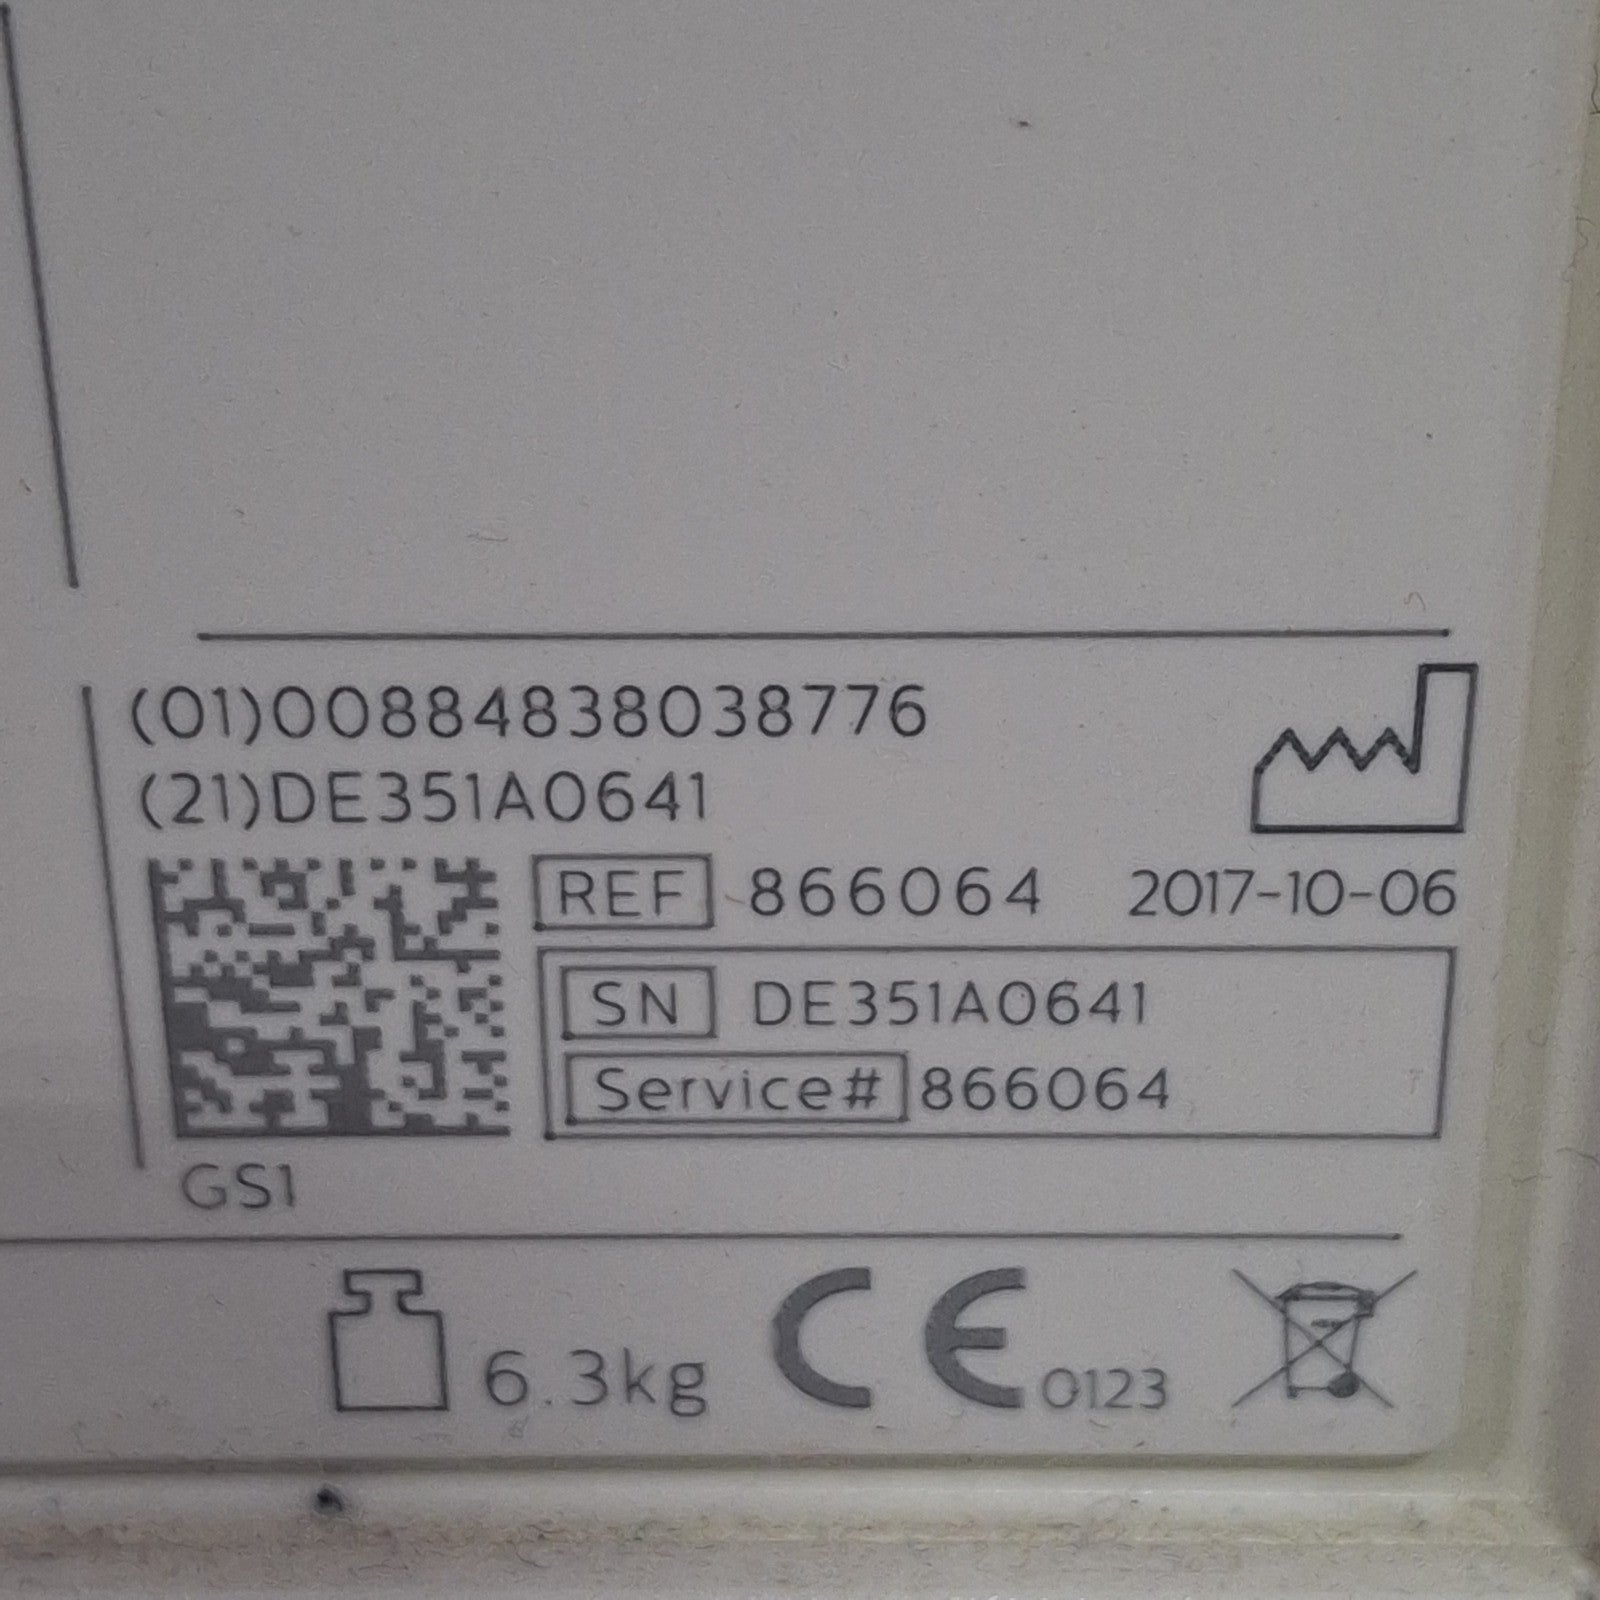 (01)00884838038776
(21)DE351A0641
REF 866064 2017-10-06
SN DE351A0641
Service# 866064
GS1
6.3kg CE 0123